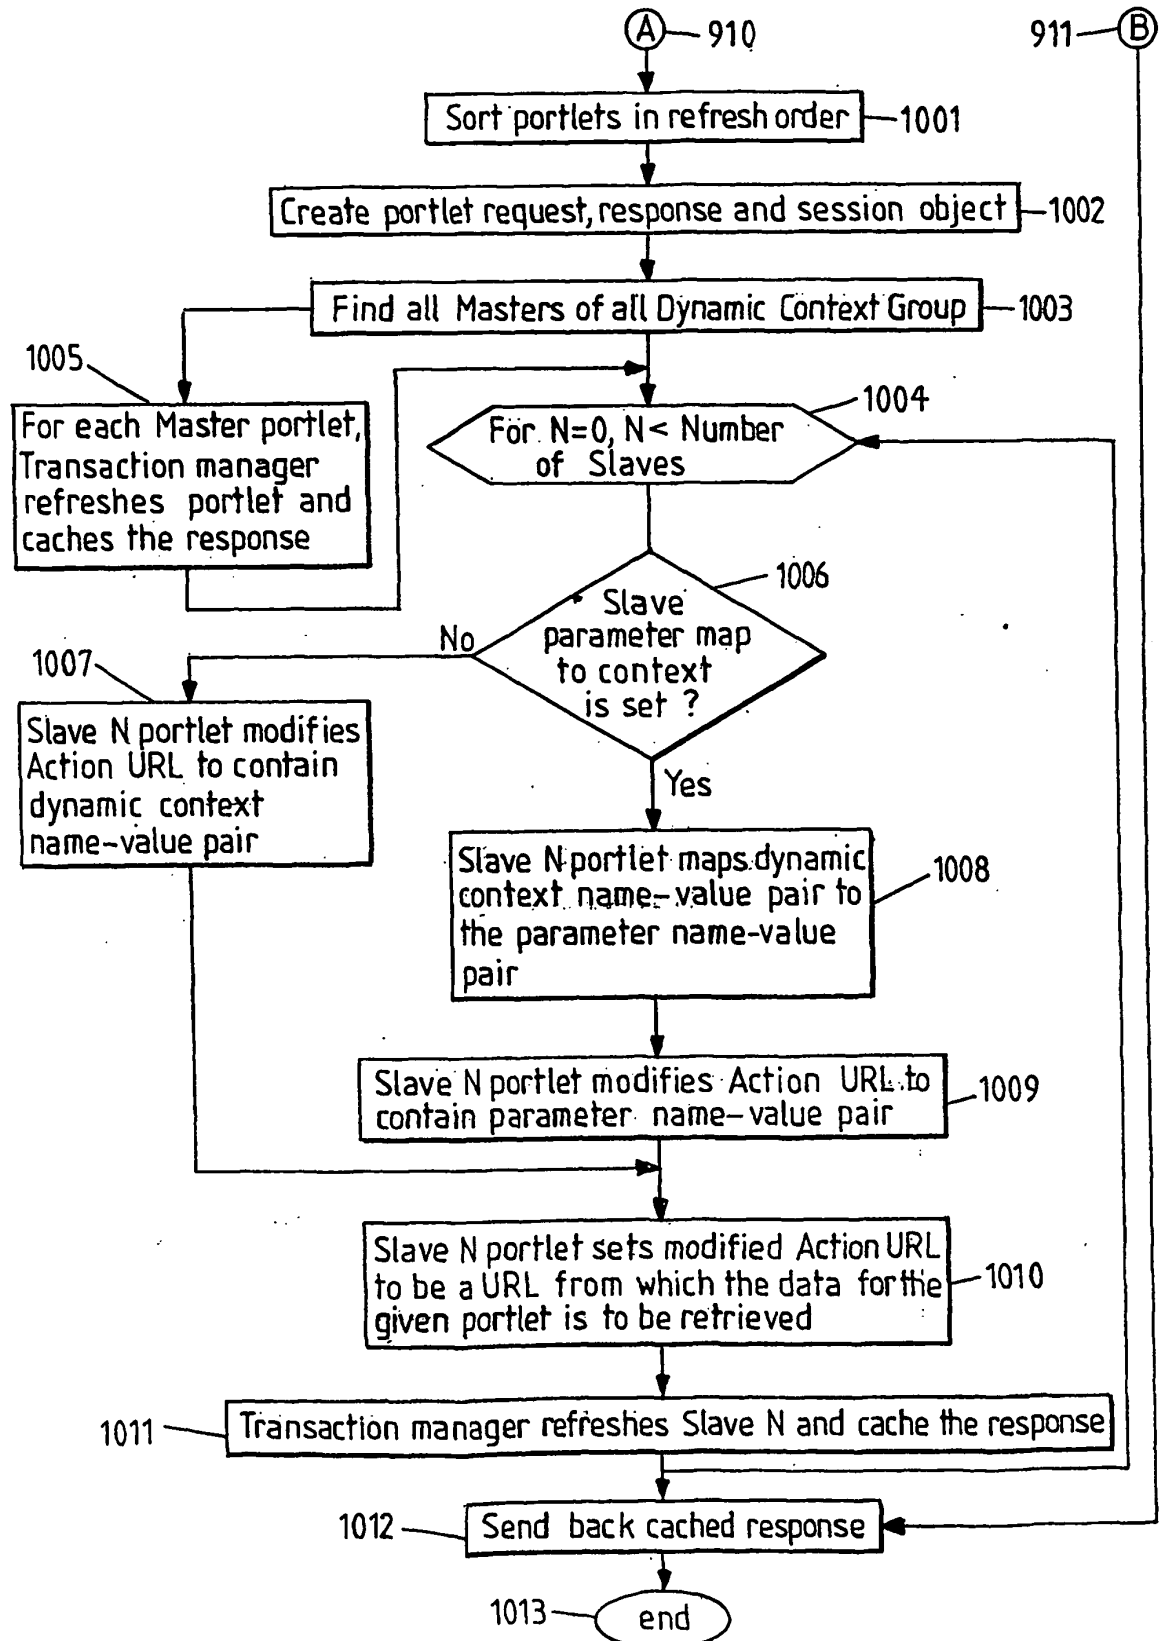 A
910
911
B
Sort portlets in refresh order
1001
Create portlet request, response and session object
1002
Find all Masters of all Dynamic Context Group
1003
1005
For each Master portlet,
Transaction manager
refreshes portlet and
caches the response
1004
For N=0, N< Number
of Slaves
1006
Slave
parameter map
to context
is set ?
No
Yes
1007
Slave N portlet modifies
Action URL to contain
dynamic context
name-value pair
Slave N portlet maps dynamic
context name-value pair to
the parameter name-value
pair
1008
Slave N portlet modifies Action URL to
contain parameter name-value pair
1009
Slave N portlet sets modified Action URL
to be a URL from which the data for the
given portlet is to be retrieved
1010
1011
Transaction manager refreshes Slave N and cache the response
1012
Send back cached response
1013
end